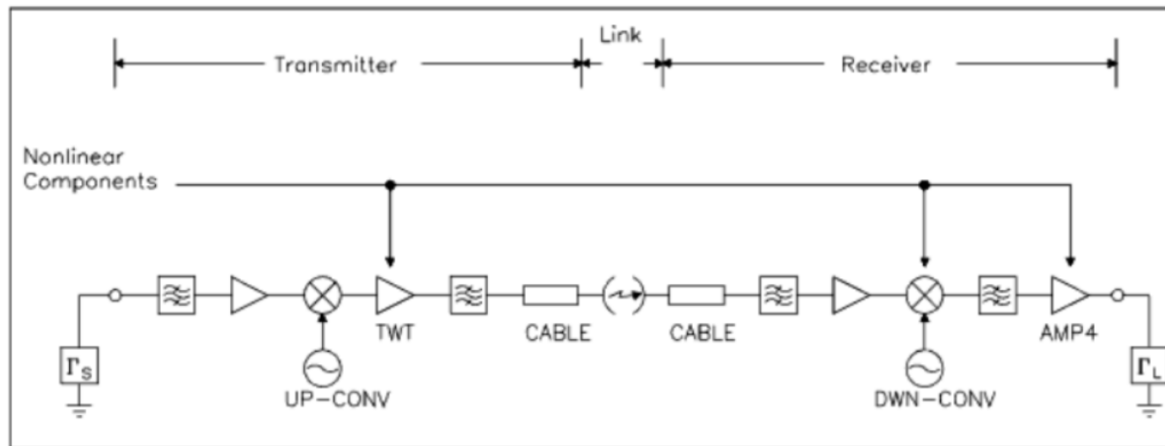 Link
Transmitter
Receiver
Nonlinear
Components
TWT
CABLE
CABLE
AMP4
ΓS
ΓL
UP-CONV
DWN-CONV